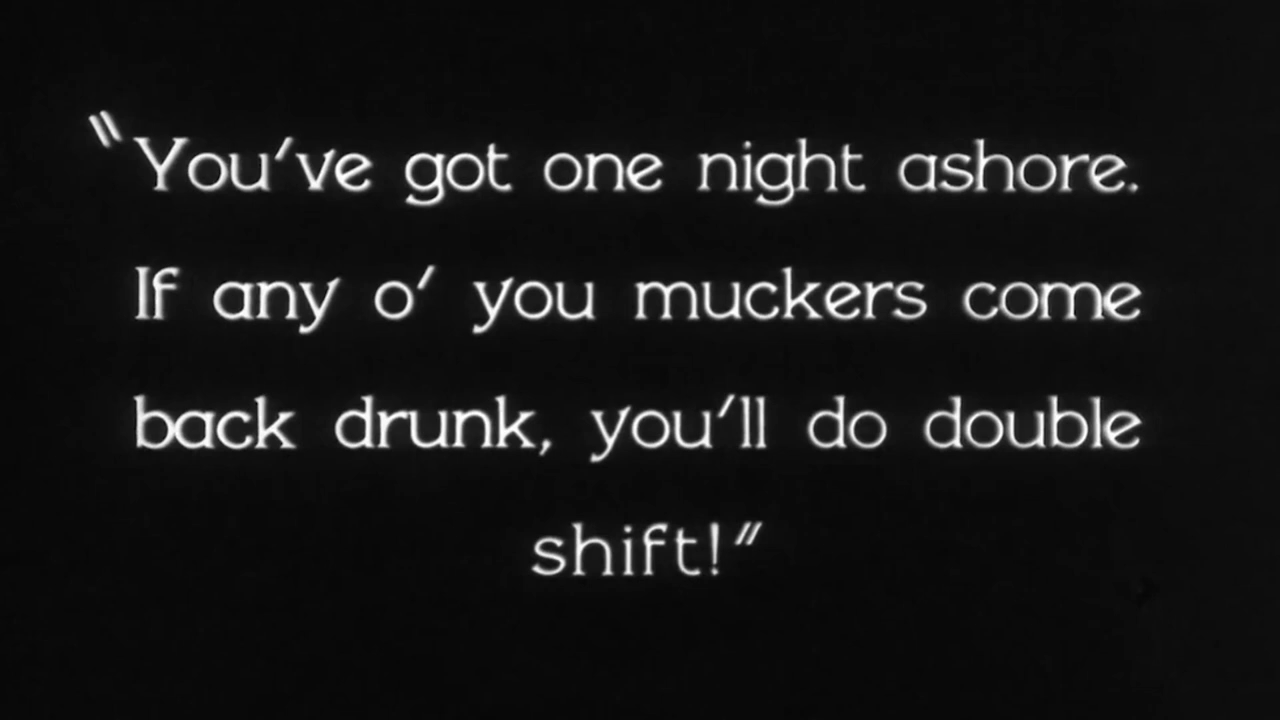 "You've got one night ashore.
If any o' you muckers come
back drunk, you'll do double
shift!"